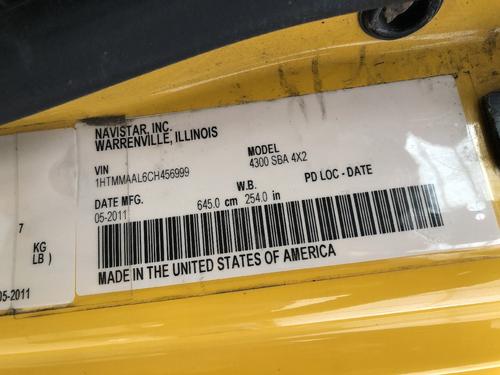 NAVISTAR, INC.
WARRENVILLE, ILLINOIS
VIN
1HTMMAAL6CH456999
MODEL
4300 SBA 4X2
DATE MFG.
05-2011
W.B.
645.0 cm 254.0 in
PD LOC - DATE
MADE IN THE UNITED STATES OF AMERICA
7
KG
LB )
05-2011